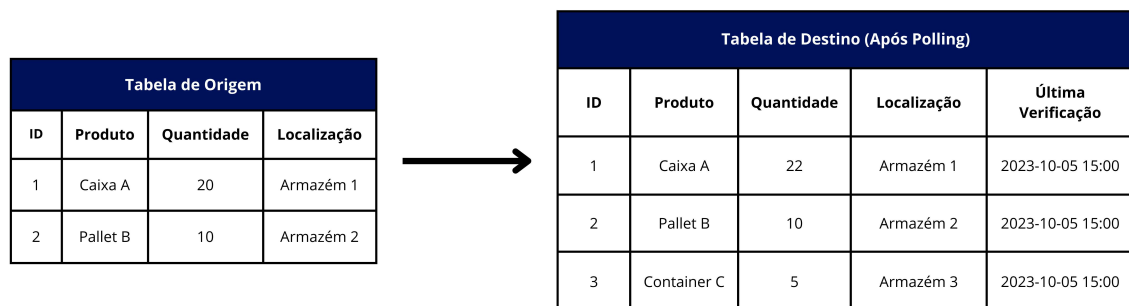 Tabela de Origem
ID Produto Quantidade Localização
1 Caixa A 20 Armazém 1
2 Pallet B 10 Armazém 2
Tabela de Destino (Após Polling)
ID Produto Quantidade Localização Última
Verificação
1 Caixa A 22 Armazém 1 2023-10-05 15:00
2 Pallet B 10 Armazém 2 2023-10-05 15:00
3 Container C 5 Armazém 3 2023-10-05 15:00